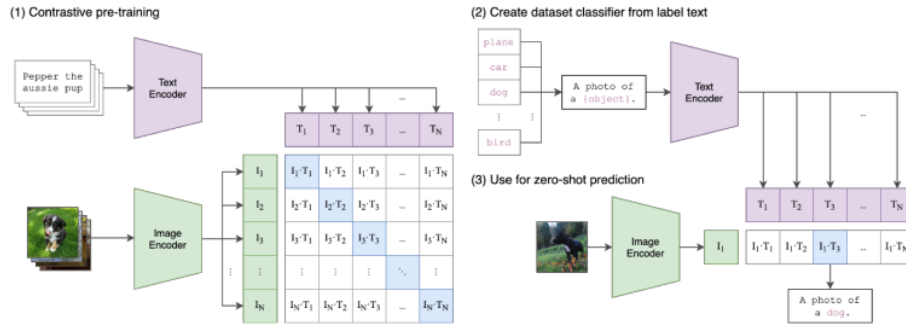 (1) Contrastive pre-training
Pepper the
aussie pup
Text
Encoder
...
T1 T2 T3 ... TN
Image
Encoder
I1 I1·T1 I1·T2 I1·T3 ... I1·TN
I2 I2·T1 I2·T2 I2·T3 ... I2·TN
I3 I3·T1 I3·T2 I3·T3 ... I3·TN
⋮ ⋮ ⋮ ⋮ ⋱ ⋮
IN IN·T1 IN·T2 IN·T3 ... IN·TN
(2) Create dataset classifier from label text
plane
car
dog
⋮
bird
A photo of
a {object}.
Text
Encoder
...
(3) Use for zero-shot prediction
T1 T2 T3 ... TN
Image
Encoder
I1 I1·T1 I1·T2 I1·T3 ... I1·TN
A photo of
a dog.